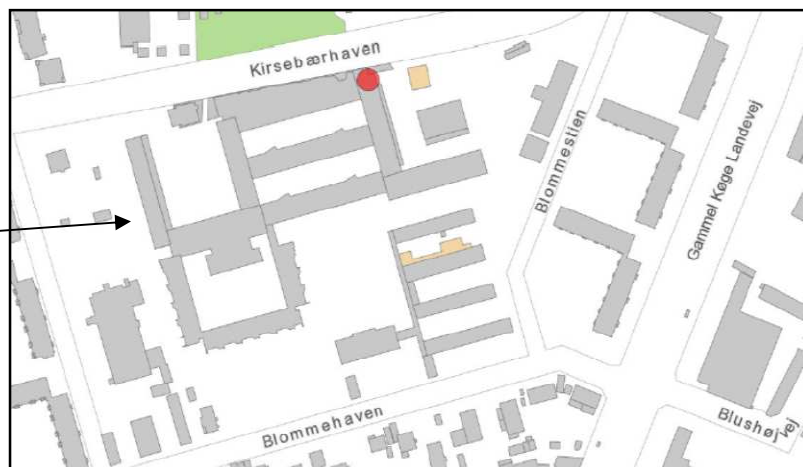 Kirsebærhaven
Blommestien
Gammel Køge Landevej
Blommehaven
Blushøjvej